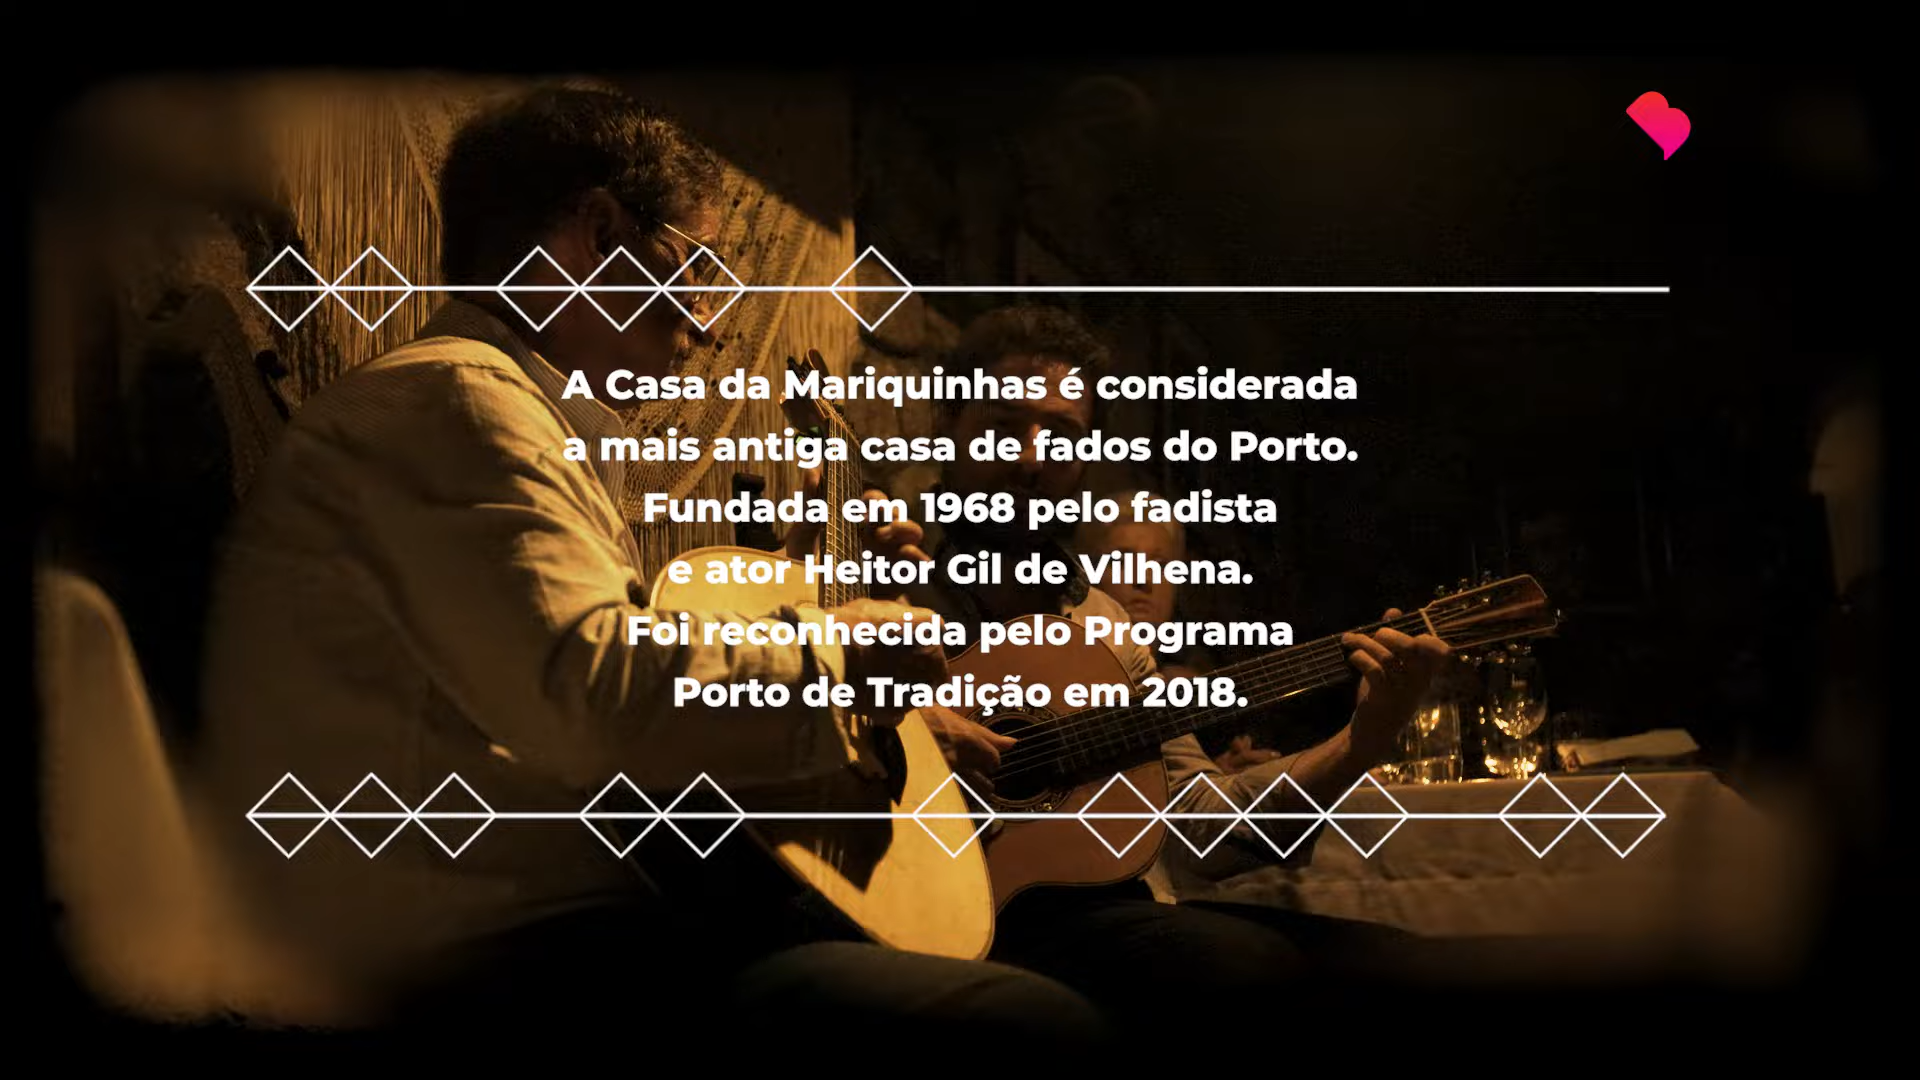 A Casa da Mariquinhas é considerada
a mais antiga casa de fados do Porto.
Fundada em 1968 pelo fadista
e ator Heitor Gil de Vilhena.
Foi reconhecida pelo Programa
Porto de Tradição em 2018.